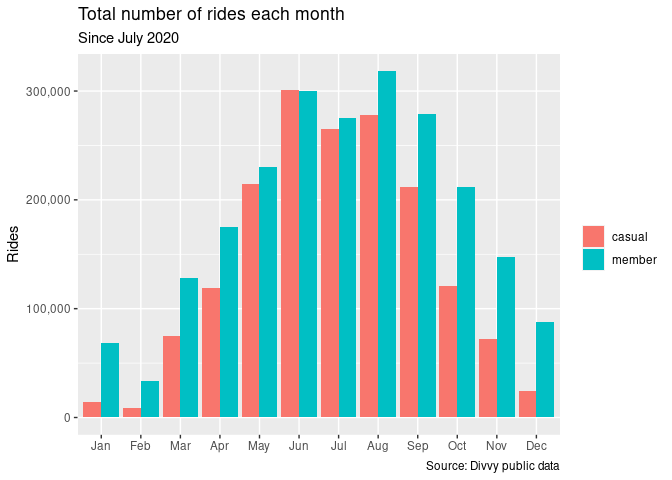 Total number of rides each month
Since July 2020
Rides
300,000
200,000
100,000
0
Jan Feb Mar Apr May Jun Jul Aug Sep Oct Nov Dec
casual
member
Source: Divvy public data